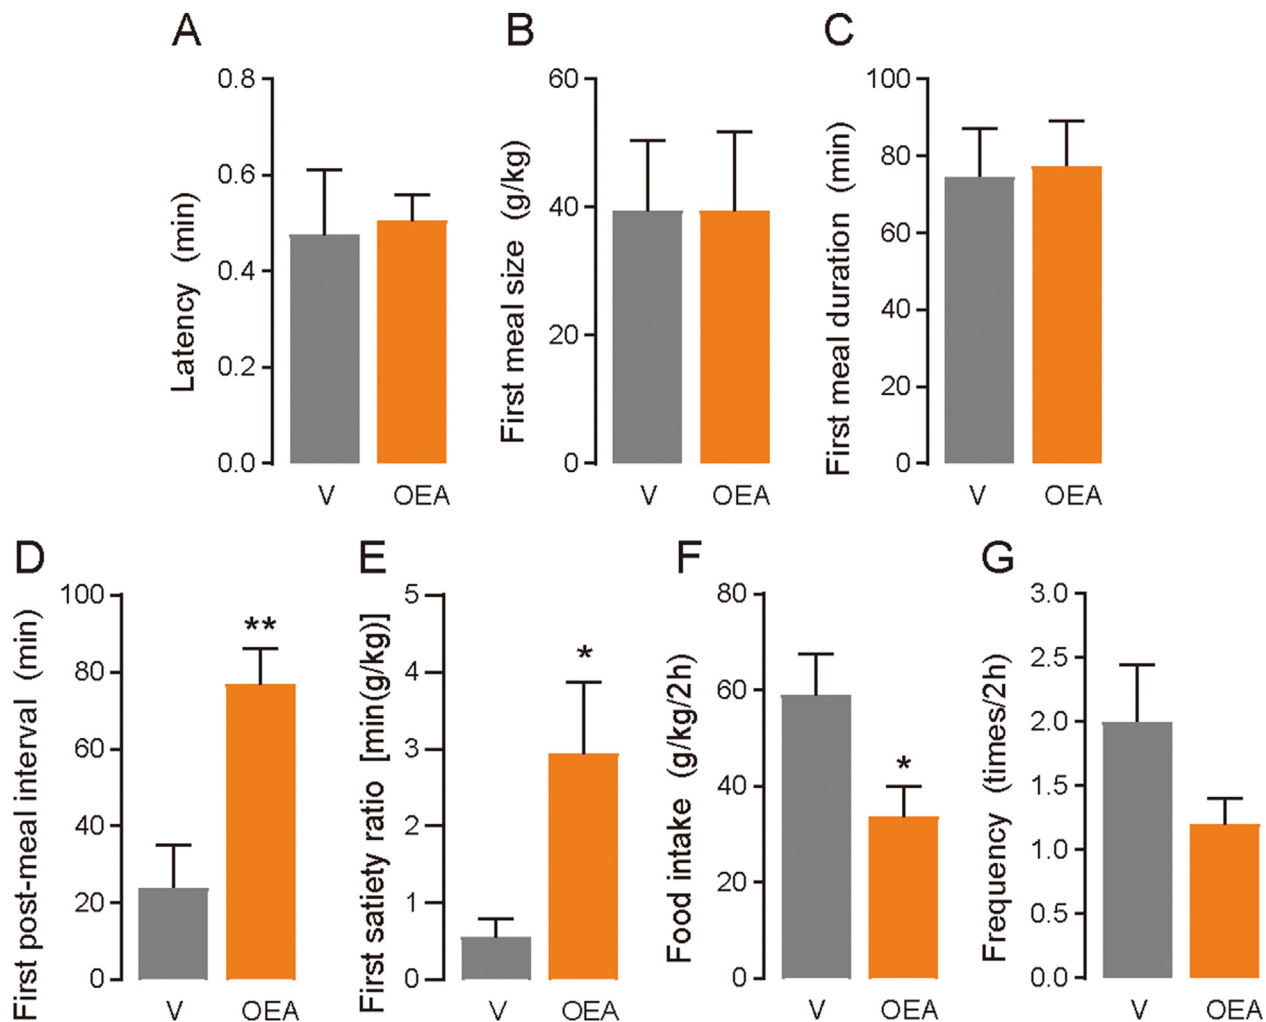 A
B
C
Latency (min)
0.8
0.6
0.4
0.2
0.0
V
OEA
First meal size (g/kg)
60
40
20
0
V
OEA
First meal duration (min)
100
80
60
40
20
0
V
OEA
D
E
F
G
First post-meal interval (min)
100
80
60
40
20
0
**
V
OEA
First satiety ratio [min(g/kg)]
5
4
3
2
1
0
*
V
OEA
Food intake (g/kg/2h)
80
60
40
20
0
*
V
OEA
Frequency (times/2h)
3.0
2.5
2.0
1.5
1.0
0.5
0.0
V
OEA